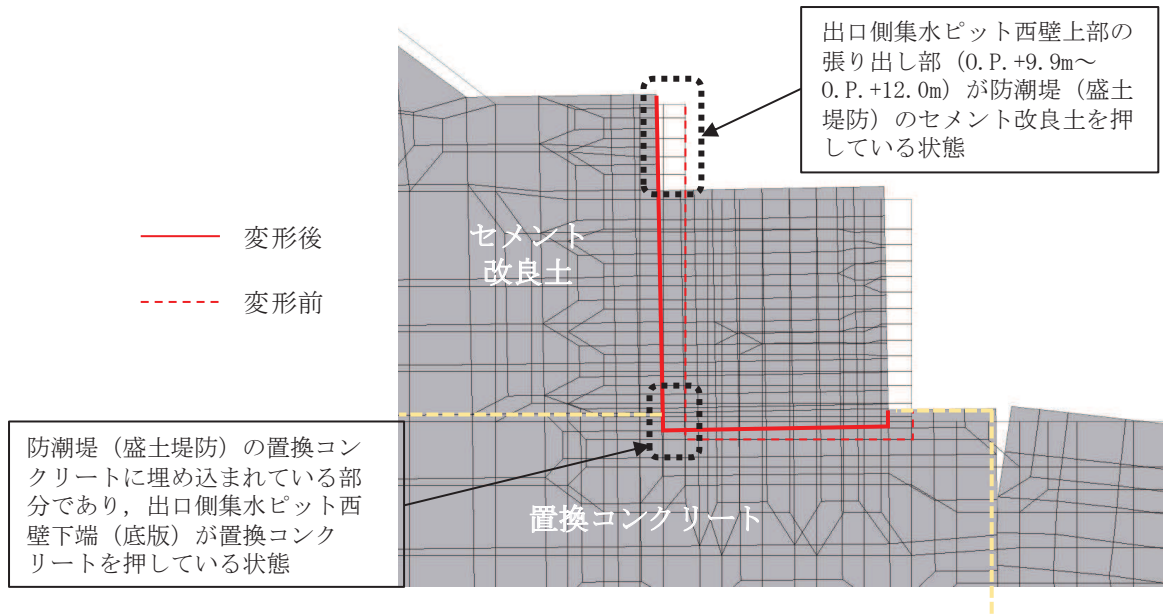 出口側集水ピット西壁上部の
張り出し部（O.P.+9.9m～
O.P.+12.0m）が防潮堤（盛土
堤防）のセメント改良土を押
している状態
セメント
改良土
変形後
変形前
防潮堤（盛土堤防）の置換コン
クリートに埋め込まれている部
分であり，出口側集水ピット西
壁下端（底版）が置換コンク
リートを押している状態
置換コンクリート